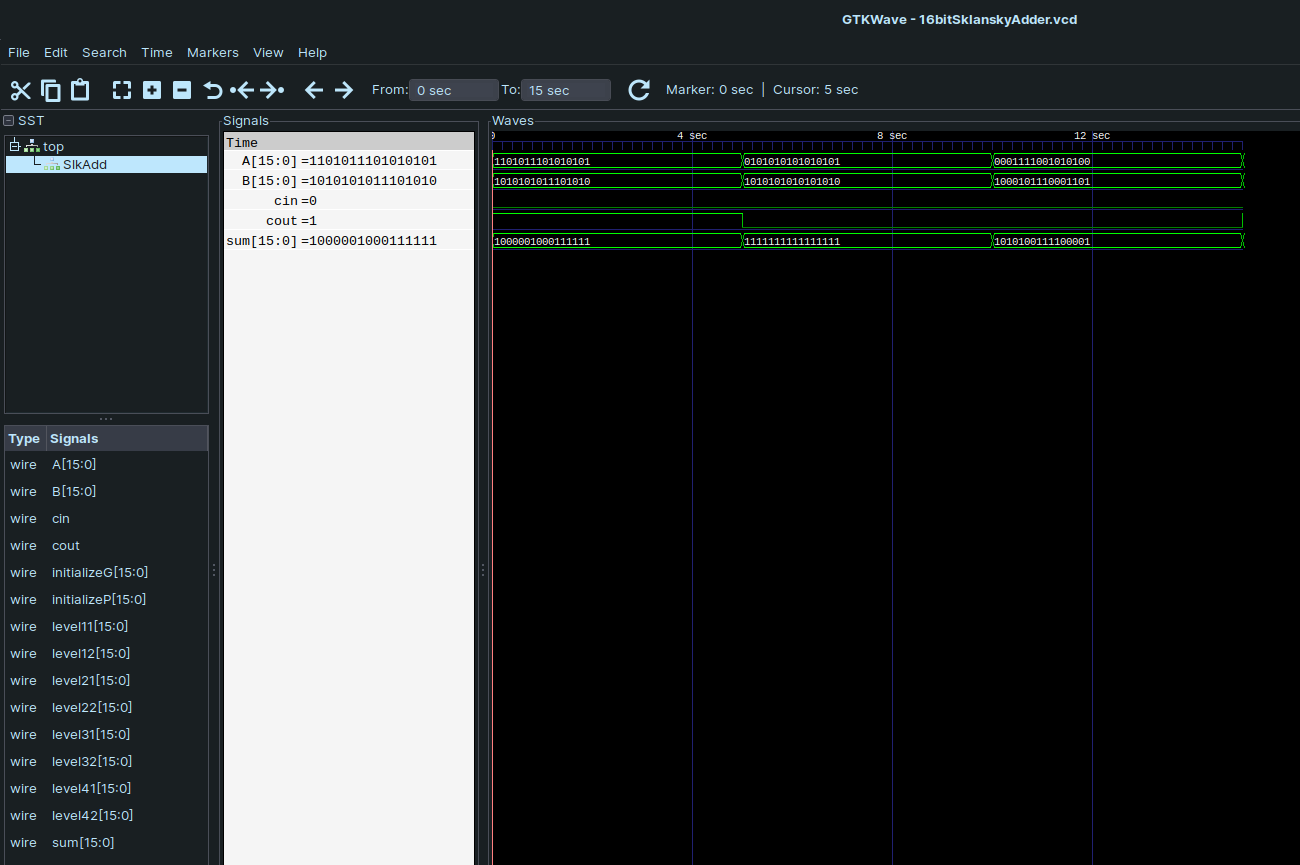 GTKWave - 16bitSklanskyAdder.vcd
File Edit Search Time Markers View Help
From: 0 sec To: 15 sec Marker: 0 sec | Cursor: 5 sec
SST
top
SlkAdd
Type Signals
wire A[15:0]
wire B[15:0]
wire cin
wire cout
wire initializeG[15:0]
wire initializeP[15:0]
wire level11[15:0]
wire level12[15:0]
wire level21[15:0]
wire level22[15:0]
wire level31[15:0]
wire level32[15:0]
wire level41[15:0]
wire level42[15:0]
wire sum[15:0]
Signals
Time
A[15:0] =1101011101010101
B[15:0] =1010101011101010
cin =0
cout =1
sum[15:0] =1000001000111111
Waves
0 4 sec 8 sec 12 sec
1101011101010101 0101010101010101 0001111001010100
1010101011101010 1010101010101010 1000101110001101
1000001000111111 1111111111111111 1010100111100001